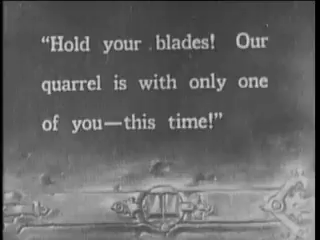 “Hold your blades! Our
quarrel is with only one
of you—this time!”